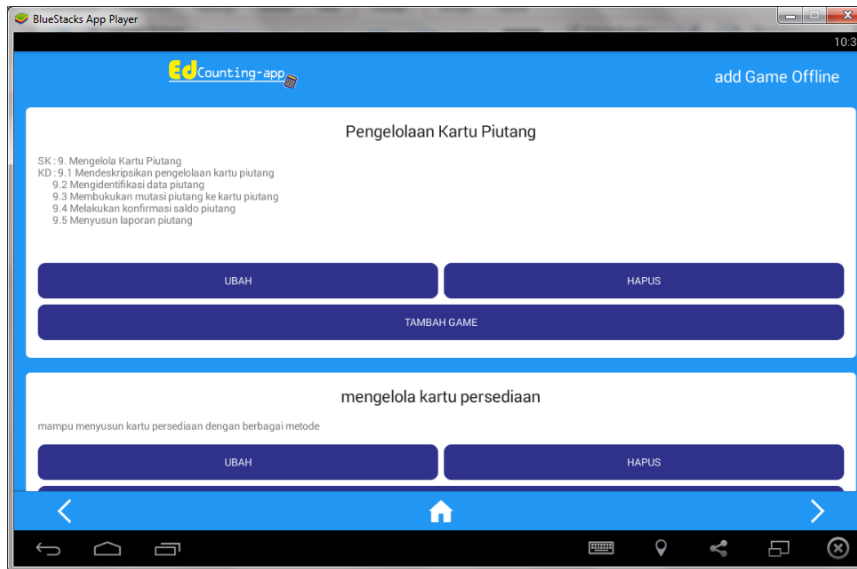 BlueStacks App Player
10:3
EdCounting-app
add Game Offline
Pengelolaan Kartu Piutang
SK : 9. Mengelola Kartu Piutang
KD : 9.1 Mendeskripsikan pengelolaan kartu piutang
9.2 Mengidentifikasi data piutang
9.3 Membukukan mutasi piutang ke kartu piutang
9.4 Melakukan konfirmasi saldo piutang
9.5 Menyusun laporan piutang
UBAH
HAPUS
TAMBAH GAME
mengelola kartu persediaan
mampu menyusun kartu persediaan dengan berbagai metode
UBAH
HAPUS